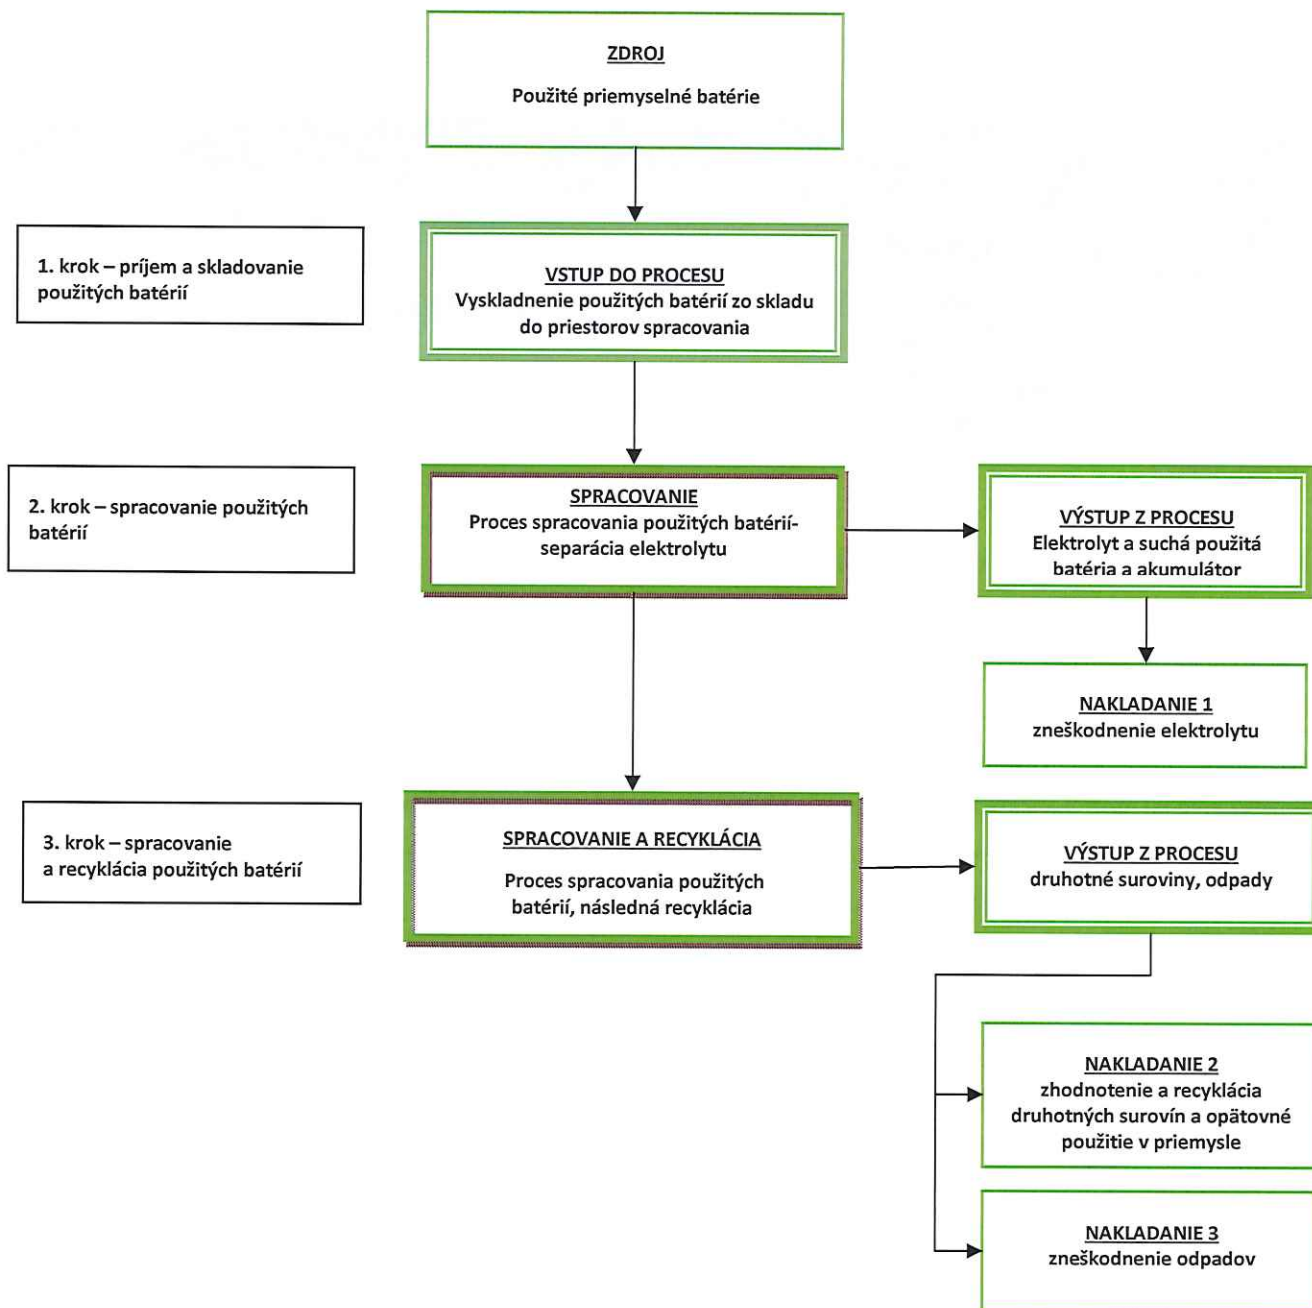 ZDROJ
Použité priemyselné batérie
1. krok – príjem a skladovanie
použitých batérií
VSTUP DO PROCESU
Vyskladnenie použitých batérií zo skladu
do priestorov spracovania
2. krok – spracovanie použitých
batérií
SPRACOVANIE
Proces spracovania použitých batérií-
separácia elektrolytu
VÝSTUP Z PROCESU
Elektrolyt a suchá použitá
batéria a akumulátor
NAKLADANIE 1
zneškodnenie elektrolytu
3. krok – spracovanie
a recyklácia použitých batérií
SPRACOVANIE A RECYKLÁCIA
Proces spracovania použitých
batérií, následná recyklácia
VÝSTUP Z PROCESU
druhotné suroviny, odpady
NAKLADANIE 2
zhodnotenie a recyklácia
druhotných surovín a opätovné
použitie v priemysle
NAKLADANIE 3
zneškodnenie odpadov